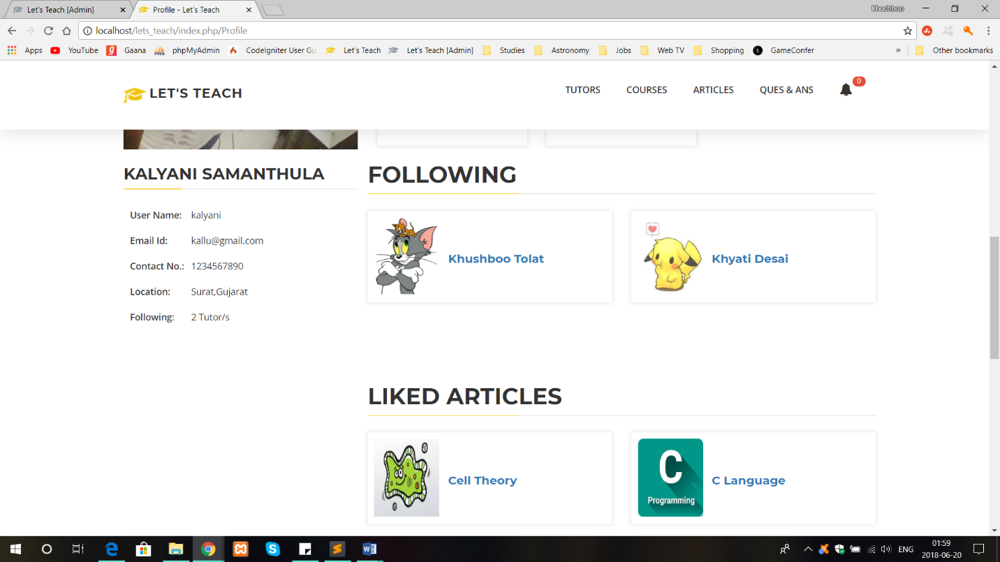 Let's Teach [Admin]
Profile - Let's Teach
Khushboo
localhost/lets_teach/index.php/Profile
Apps YouTube Gaana phpMyAdmin CodeIgniter User Gu Let's Teach Let's Teach [Admin] Studies Astronomy Jobs Web TV Shopping GameConfer » Other bookmarks
LET'S TEACH
TUTORS COURSES ARTICLES QUES & ANS 0
KALYANI SAMANTHULA
User Name: kalyani
Email Id: kallu@gmail.com
Contact No.: 1234567890
Location: Surat,Gujarat
Following: 2 Tutor/s
FOLLOWING
Khushboo Tolat
Khyati Desai
LIKED ARTICLES
Cell Theory
C
Programming
C Language
ENG
01:59
2018-06-20